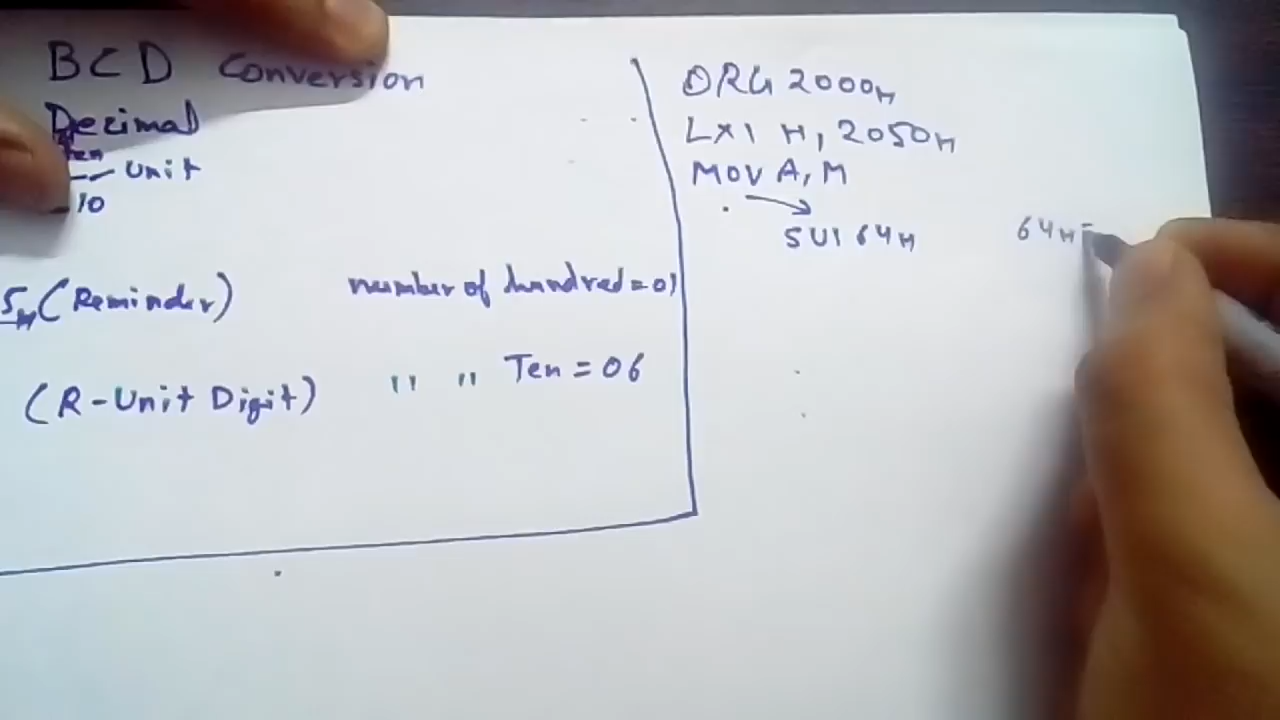 BCD Conversion
Decimal
Ten Unit
10
5H (Reminder)
number of hundred = 01
(R-Unit Digit)
" " Ten = 06
ORG 2000H
LXI H, 2050H
MOV A, M
SUI 64H
64H =